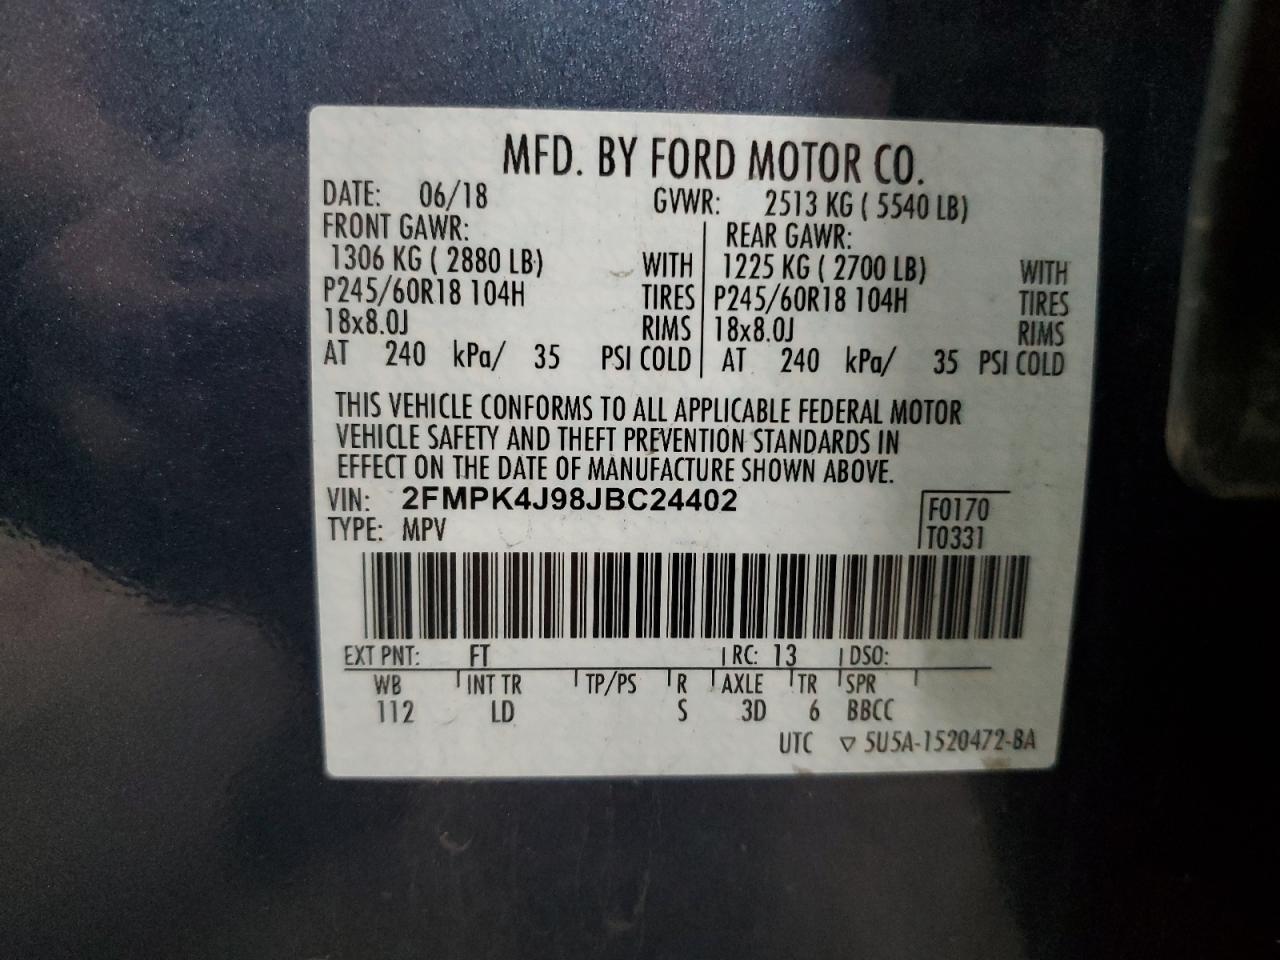 MFD. BY FORD MOTOR CO.
DATE: 06/18 GVWR: 2513 KG ( 5540 LB)
FRONT GAWR: REAR GAWR:
1306 KG ( 2880 LB) WITH 1225 KG ( 2700 LB) WITH
P245/60R18 104H TIRES P245/60R18 104H TIRES
18x8.0J RIMS 18x8.0J RIMS
AT 240 kPa/ 35 PSI COLD AT 240 kPa/ 35 PSI COLD
THIS VEHICLE CONFORMS TO ALL APPLICABLE FEDERAL MOTOR
VEHICLE SAFETY AND THEFT PREVENTION STANDARDS IN
EFFECT ON THE DATE OF MANUFACTURE SHOWN ABOVE.
VIN: 2FMPK4J98JBC24402 F0170
TYPE: MPV T0331
EXT PNT: FT RC: 13 DSO:
WB INT TR TP/PS R AXLE TR SPR
112 LD S 3D 6 BBCC
UTC ▽ 5U5A-1520472-BA